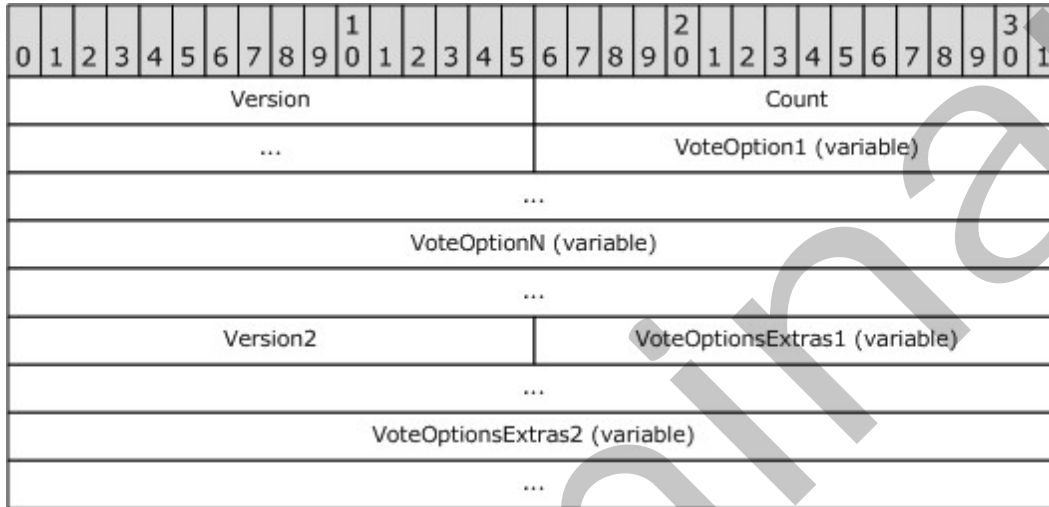 1 2 3
0 1 2 3 4 5 6 7 8 9 0 1 2 3 4 5 6 7 8 9 0 1 2 3 4 5 6 7 8 9 0 1
Version Count
... VoteOption1 (variable)
...
VoteOptionN (variable)
...
Version2 VoteOptionsExtras1 (variable)
...
VoteOptionsExtras2 (variable)
...